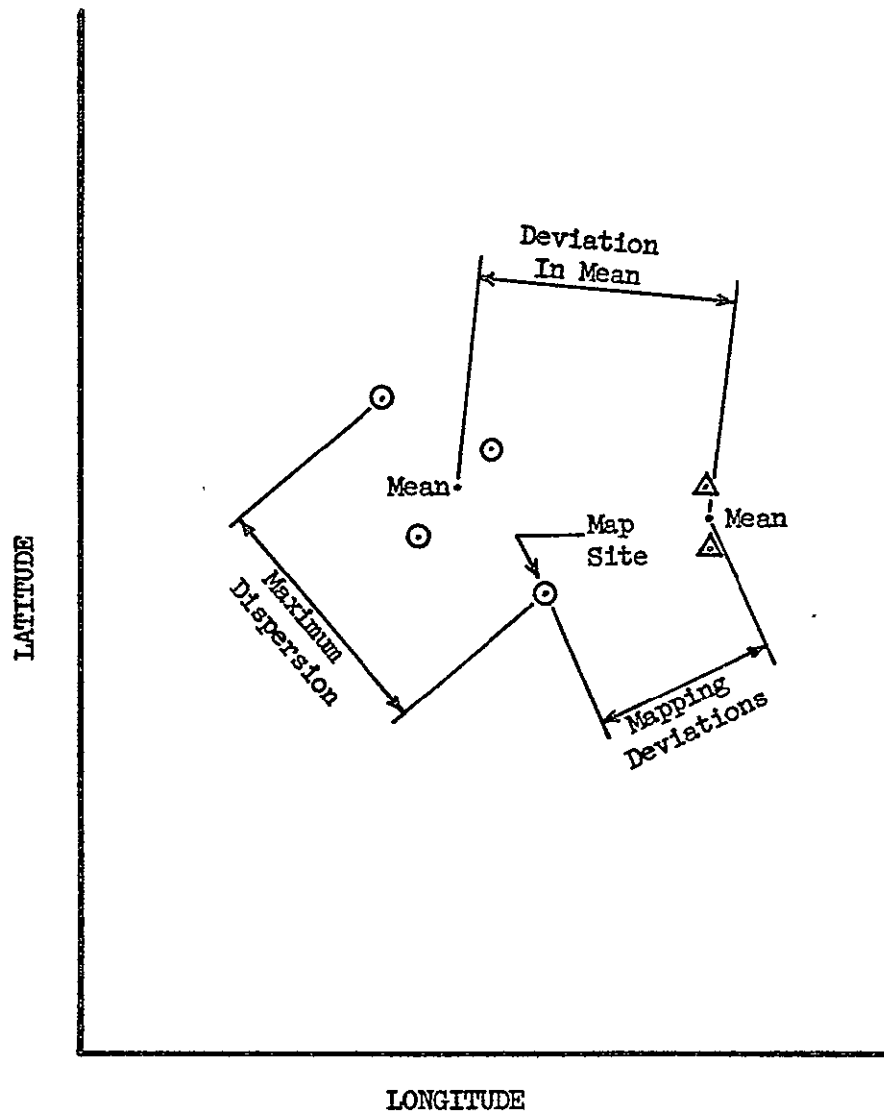 Deviation
In Mean
Mean
Mean
Map
Site
Maximum
Dispersion
Mapping
Deviations
LATITUDE
LONGITUDE